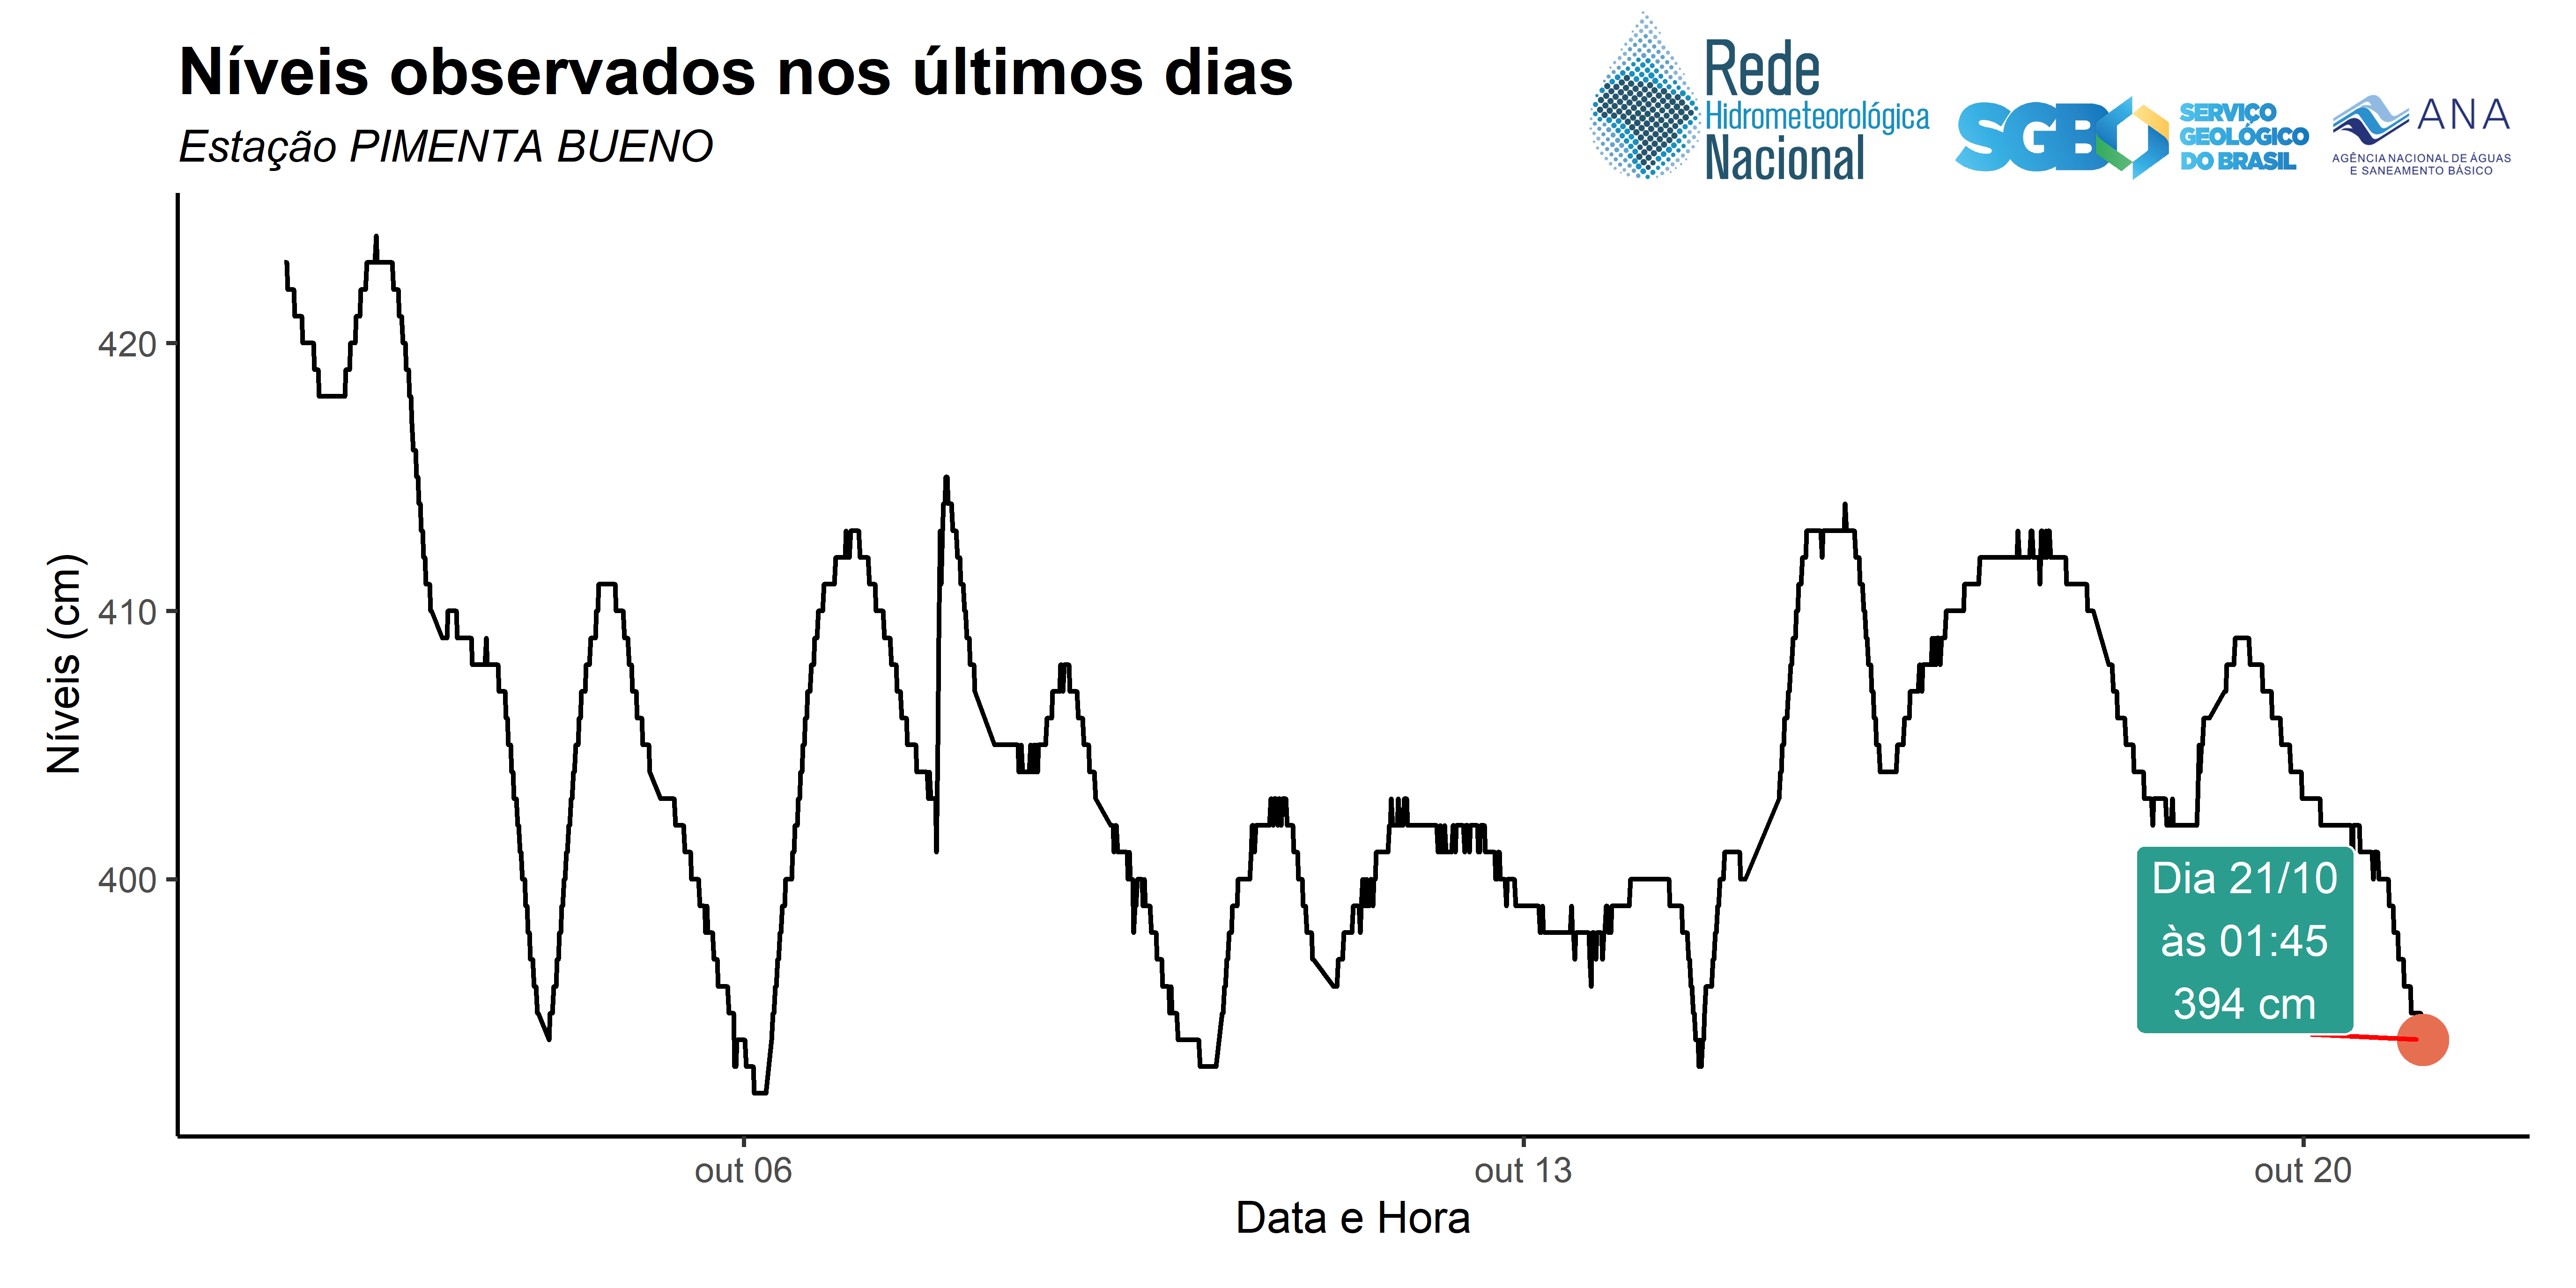 Níveis observados nos últimos dias
Estação PIMENTA BUENO
Rede
Hidrometeorológica
Nacional
SGB
SERVIÇO
GEOLÓGICO
DO BRASIL
ANA
AGÊNCIA NACIONAL DE ÁGUAS
E SANEAMENTO BÁSICO
Níveis (cm)
420
410
400
Dia 21/10
às 01:45
394 cm
out 06
out 13
out 20
Data e Hora